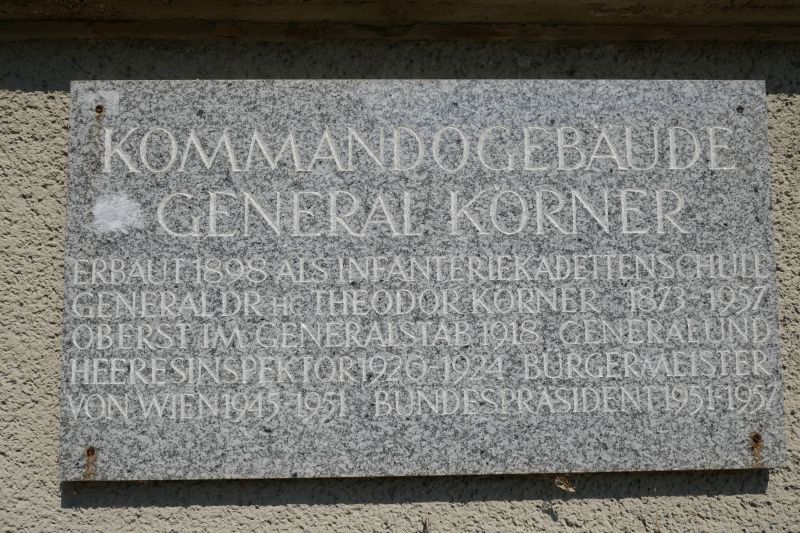 KOMMANDOGEBÄUDE
GENERAL KÖRNER
ERBAUT 1898 ALS INFANTERIEKADETTENSCHULE
GENERAL DR. HC THEODOR KÖRNER 1873-1957
OBERST IM GENERALSTAB 1918 GENERAL UND
HEERESINSPEKTOR 1920-1924 BÜRGERMEISTER
VON WIEN 1945-1951 BUNDESPRÄSIDENT 1951-1957